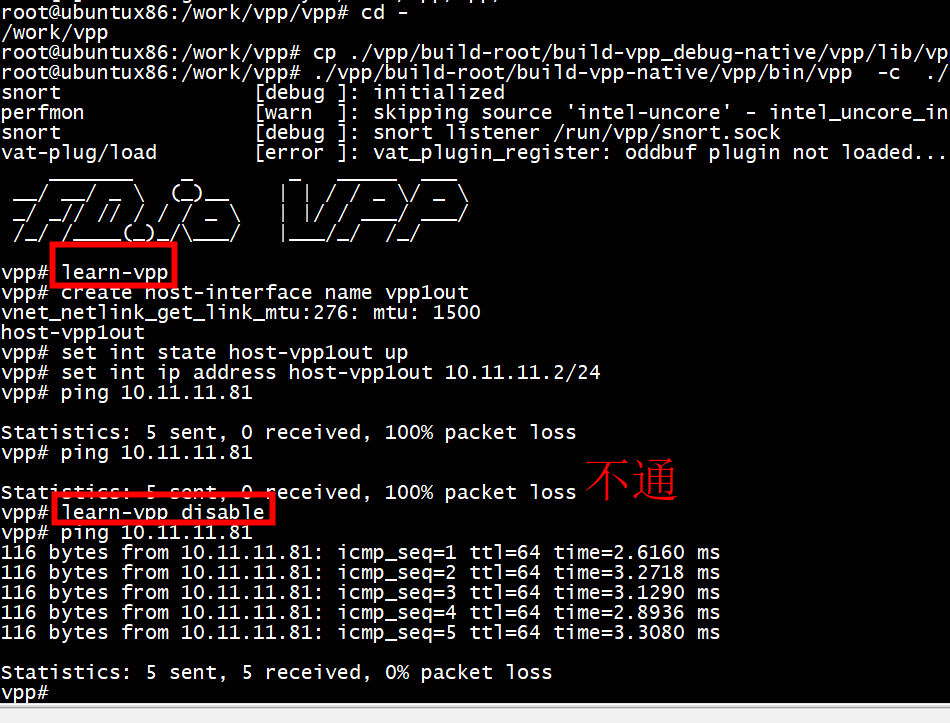 root@ubuntux86:/work/vpp/vpp# cd -
/work/vpp
root@ubuntux86:/work/vpp# cp ./vpp/build-root/build-vpp_debug-native/vpp/lib/vp
root@ubuntux86:/work/vpp# ./vpp/build-root/build-vpp-native/vpp/bin/vpp -c ./
snort [debug ]: initialized
perfmon [warn ]: skipping source 'intel-uncore' - intel_uncore_in
snort [debug ]: snort listener /run/vpp/snort.sock
vat-plug/load [error ]: vat_plugin_register: oddbuf plugin not loaded...
FD.io VPP
vpp# learn-vpp
vpp# create host-interface name vpp1out
vnet_netlink_get_link_mtu:276: mtu: 1500
host-vpp1out
vpp# set int state host-vpp1out up
vpp# set int ip address host-vpp1out 10.11.11.2/24
vpp# ping 10.11.11.81
Statistics: 5 sent, 0 received, 100% packet loss
vpp# ping 10.11.11.81
Statistics: 5 sent, 0 received, 100% packet loss 不通
vpp# learn-vpp disable
vpp# ping 10.11.11.81
116 bytes from 10.11.11.81: icmp_seq=1 ttl=64 time=2.6160 ms
116 bytes from 10.11.11.81: icmp_seq=2 ttl=64 time=3.2718 ms
116 bytes from 10.11.11.81: icmp_seq=3 ttl=64 time=3.1290 ms
116 bytes from 10.11.11.81: icmp_seq=4 ttl=64 time=2.8936 ms
116 bytes from 10.11.11.81: icmp_seq=5 ttl=64 time=3.3080 ms
Statistics: 5 sent, 5 received, 0% packet loss
vpp#